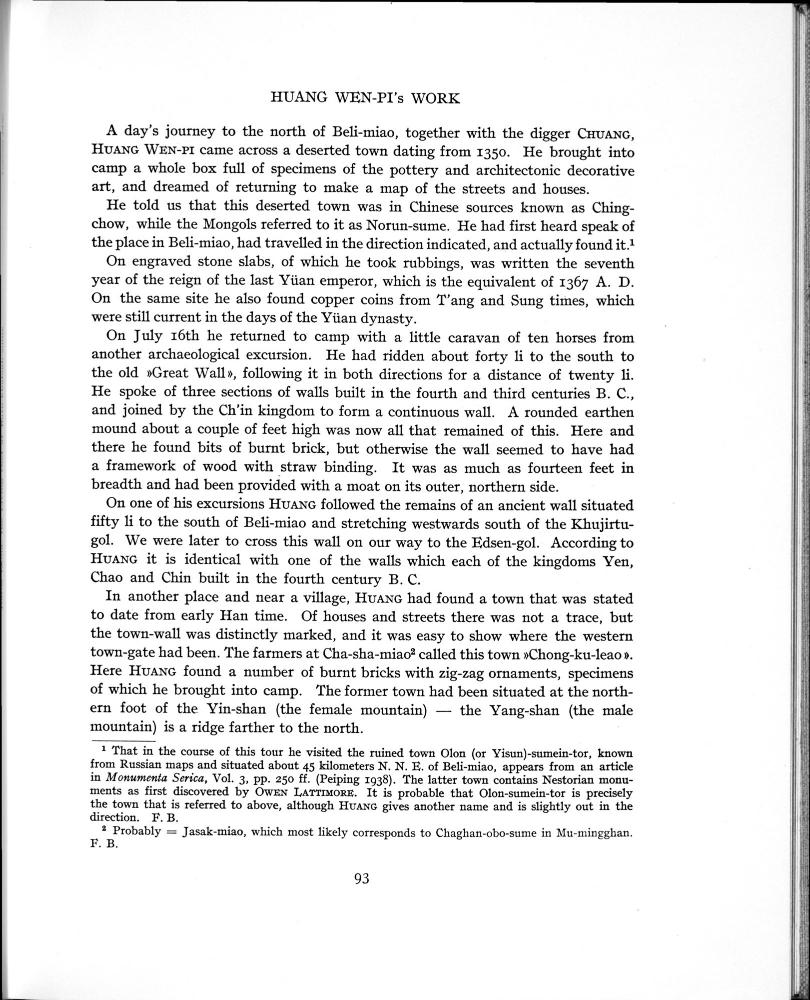 HUANG WEN-PI's WORK
A day's journey to the north of Beli-miao, together with the digger CHUANG,
HUANG WEN-PI came across a deserted town dating from 1350. He brought into
camp a whole box full of specimens of the pottery and architectonic decorative
art, and dreamed of returning to make a map of the streets and houses.
He told us that this deserted town was in Chinese sources known as Ching-
chow, while the Mongols referred to it as Norun-sume. He had first heard speak of
the place in Beli-miao, had travelled in the direction indicated, and actually found it.¹
On engraved stone slabs, of which he took rubbings, was written the seventh
year of the reign of the last Yüan emperor, which is the equivalent of 1367 A. D.
On the same site he also found copper coins from T'ang and Sung times, which
were still current in the days of the Yüan dynasty.
On July 16th he returned to camp with a little caravan of ten horses from
another archaeological excursion. He had ridden about forty li to the south to
the old »Great Wall», following it in both directions for a distance of twenty li.
He spoke of three sections of walls built in the fourth and third centuries B. C.,
and joined by the Ch'in kingdom to form a continuous wall. A rounded earthen
mound about a couple of feet high was now all that remained of this. Here and
there he found bits of burnt brick, but otherwise the wall seemed to have had
a framework of wood with straw binding. It was as much as fourteen feet in
breadth and had been provided with a moat on its outer, northern side.
On one of his excursions HUANG followed the remains of an ancient wall situated
fifty li to the south of Beli-miao and stretching westwards south of the Khujirtu-
gol. We were later to cross this wall on our way to the Edsen-gol. According to
HUANG it is identical with one of the walls which each of the kingdoms Yen,
Chao and Chin built in the fourth century B. C.
In another place and near a village, HUANG had found a town that was stated
to date from early Han time. Of houses and streets there was not a trace, but
the town-wall was distinctly marked, and it was easy to show where the western
town-gate had been. The farmers at Cha-sha-miao² called this town »Chong-ku-leao».
Here HUANG found a number of burnt bricks with zig-zag ornaments, specimens
of which he brought into camp. The former town had been situated at the north-
ern foot of the Yin-shan (the female mountain) — the Yang-shan (the male
mountain) is a ridge farther to the north.
¹ That in the course of this tour he visited the ruined town Olon (or Yisun)-sumein-tor, known
from Russian maps and situated about 45 kilometers N. N. E. of Beli-miao, appears from an article
in Monumenta Serica, Vol. 3, pp. 250 ff. (Peiping 1938). The latter town contains Nestorian monu-
ments as first discovered by OWEN LATTIMORE. It is probable that Olon-sumein-tor is precisely
the town that is referred to above, although HUANG gives another name and is slightly out in the
direction. F. B.
² Probably = Jasak-miao, which most likely corresponds to Chaghan-obo-sume in Mu-mingghan.
F. B.
93